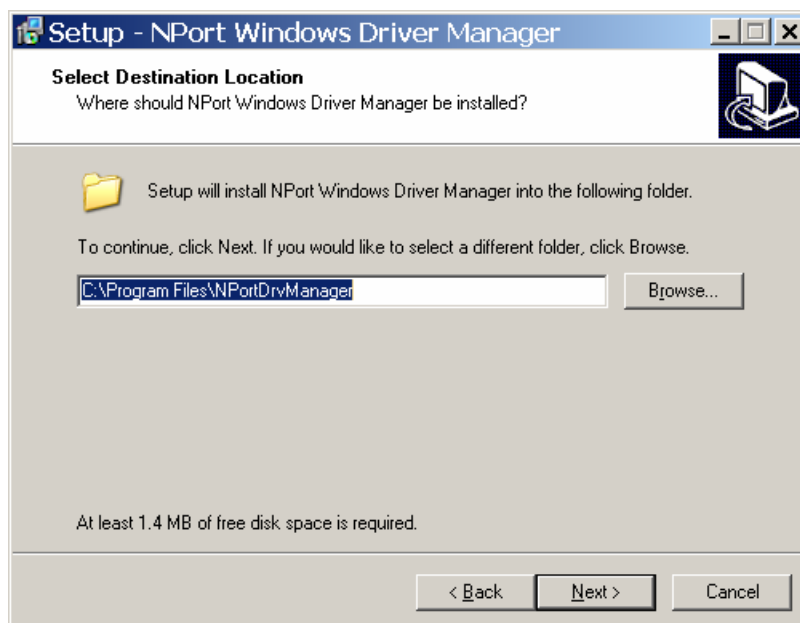 Setup - NPort Windows Driver Manager
Select Destination Location
Where should NPort Windows Driver Manager be installed?
Setup will install NPort Windows Driver Manager into the following folder.
To continue, click Next. If you would like to select a different folder, click Browse.
C:\Program Files\NPortDrvManager
Browse...
At least 1.4 MB of free disk space is required.
< Back
Next >
Cancel